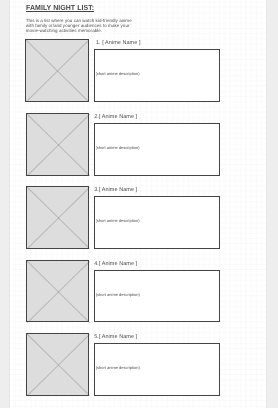 FAMILY NIGHT LIST:
This is a list where you can watch kid-friendly anime
with family or/and younger audiences to make your
movie-watching activities memorable.
1. [ Anime Name ]
(short anime description)
2.[ Anime Name ]
(short anime description)
3.[ Anime Name ]
(short anime description)
4.[ Anime Name ]
(short anime description)
5.[ Anime Name ]
(short anime description)